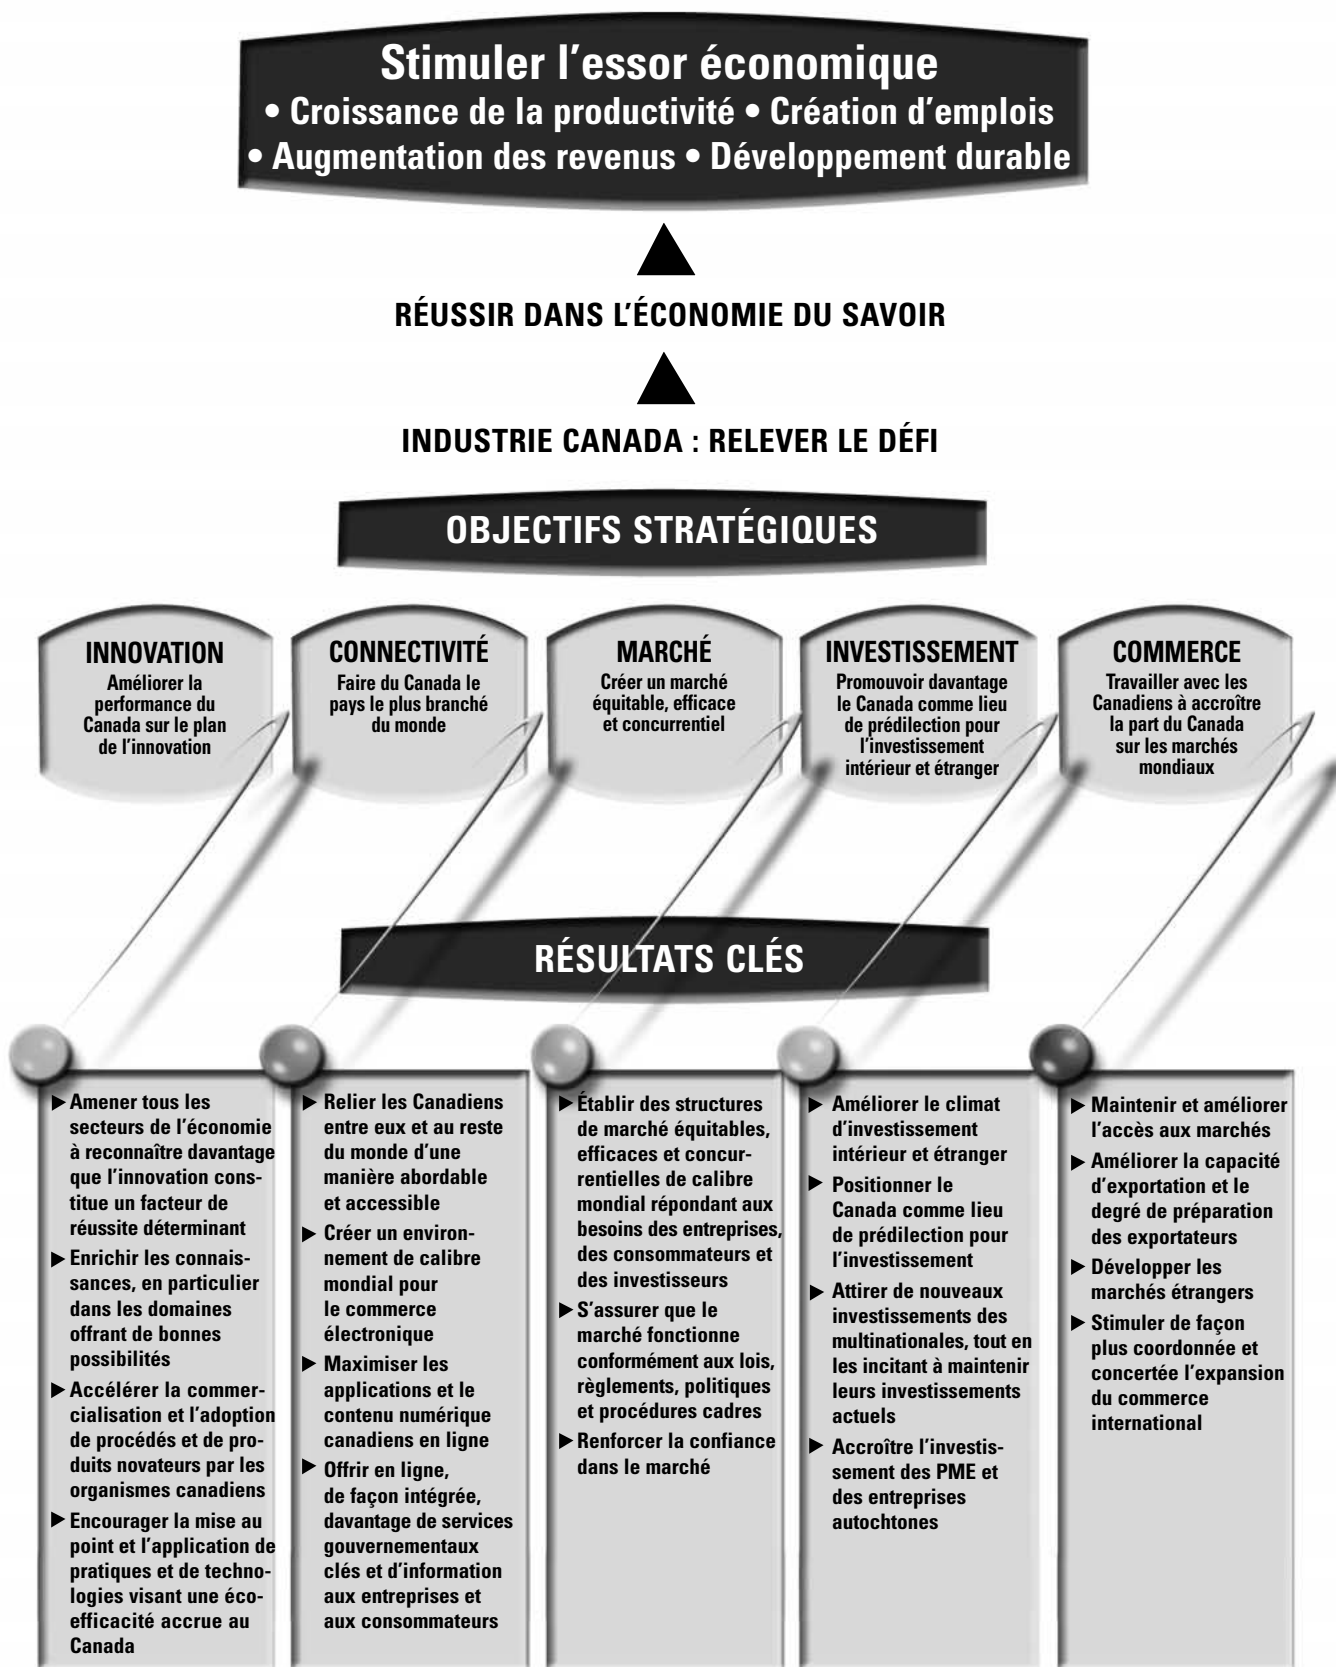 Stimuler l'essor économique
• Croissance de la productivité • Création d'emplois
• Augmentation des revenus • Développement durable
RÉUSSIR DANS L'ÉCONOMIE DU SAVOIR
INDUSTRIE CANADA : RELEVER LE DÉFI
OBJECTIFS STRATÉGIQUES
INNOVATION
Améliorer la
performance du
Canada sur le plan
de l'innovation
CONNECTIVITÉ
Faire du Canada le
pays le plus branché
du monde
MARCHÉ
Créer un marché
équitable, efficace
et concurrentiel
INVESTISSEMENT
Promouvoir davantage
le Canada comme lieu
de prédilection pour
l'investissement
intérieur et étranger
COMMERCE
Travailler avec les
Canadiens à accroître
la part du Canada
sur les marchés
mondiaux
RÉSULTATS CLÉS
▶ Amener tous les
secteurs de l'économie
à reconnaître davantage
que l'innovation cons-
titue un facteur de
réussite déterminant
▶ Enrichir les connais-
sances, en particulier
dans les domaines
offrant de bonnes
possibilités
▶ Accélérer la commer-
cialisation et l'adoption
de procédés et de pro-
duits novateurs par les
organismes canadiens
▶ Encourager la mise au
point et l'application de
pratiques et de techno-
logies visant une éco-
efficacité accrue au
Canada
▶ Relier les Canadiens
entre eux et au reste
du monde d'une
manière abordable
et accessible
▶ Créer un environ-
nement de calibre
mondial pour
le commerce
électronique
▶ Maximiser les
applications et le
contenu numérique
canadiens en ligne
▶ Offrir en ligne,
de façon intégrée,
davantage de services
gouvernementaux
clés et d'information
aux entreprises et
aux consommateurs
▶ Établir des structures
de marché équitables,
efficaces et concur-
rentielles de calibre
mondial répondant aux
besoins des entreprises,
des consommateurs et
des investisseurs
▶ S'assurer que le
marché fonctionne
conformément aux lois,
règlements, politiques
et procédures cadres
▶ Renforcer la confiance
dans le marché
▶ Améliorer le climat
d'investissement
intérieur et étranger
▶ Positionner le
Canada comme lieu
de prédilection pour
l'investissement
▶ Attirer de nouveaux
investissements des
multinationales, tout en
les incitant à maintenir
leurs investissements
actuels
▶ Accroître l'investis-
sement des PME et
des entreprises
autochtones
▶ Maintenir et améliorer
l'accès aux marchés
▶ Améliorer la capacité
d'exportation et le
degré de préparation
des exportateurs
▶ Développer les
marchés étrangers
▶ Stimuler de façon
plus coordonnée et
concertée l'expansion
du commerce
international